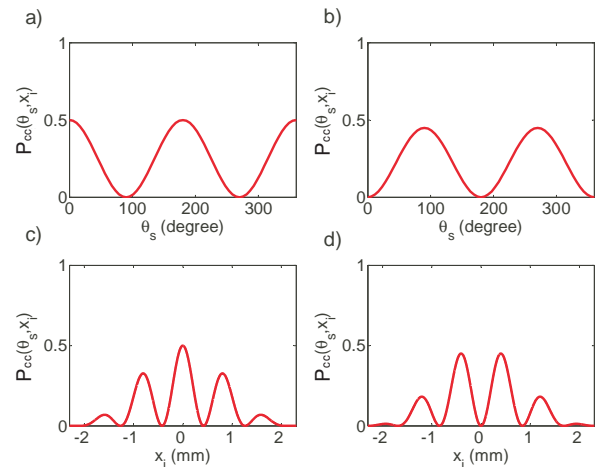 a)
b)
1
0.5
0
0 100 200 300
P_cc(θ_s,x_i)
θ_s (degree)
1
0.5
0
0 100 200 300
P_cc(θ_s,x_i)
θ_s (degree)
c)
d)
1
0.5
0
-2 -1 0 1 2
P_cc(θ_s,x_i)
x_i (mm)
1
0.5
0
-2 -1 0 1 2
P_cc(θ_s,x_i)
x_i (mm)